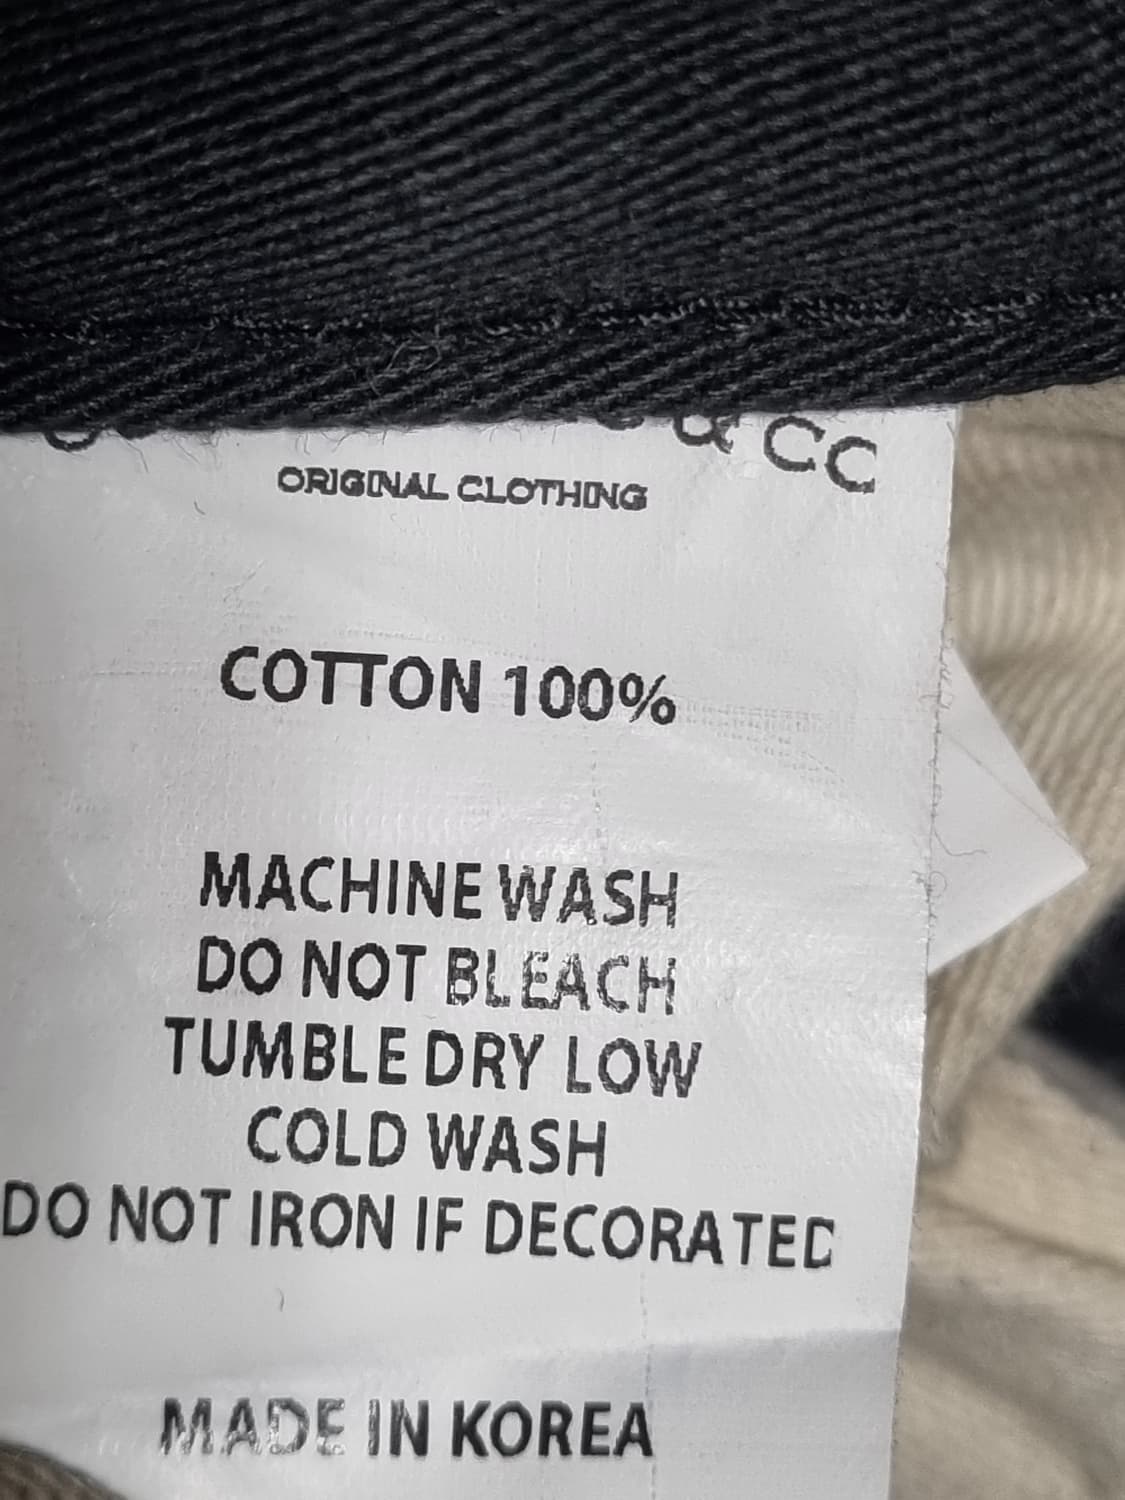 & CC
ORIGINAL CLOTHING
COTTON 100%
MACHINE WASH
DO NOT BLEACH
TUMBLE DRY LOW
COLD WASH
DO NOT IRON IF DECORATED
MADE IN KOREA